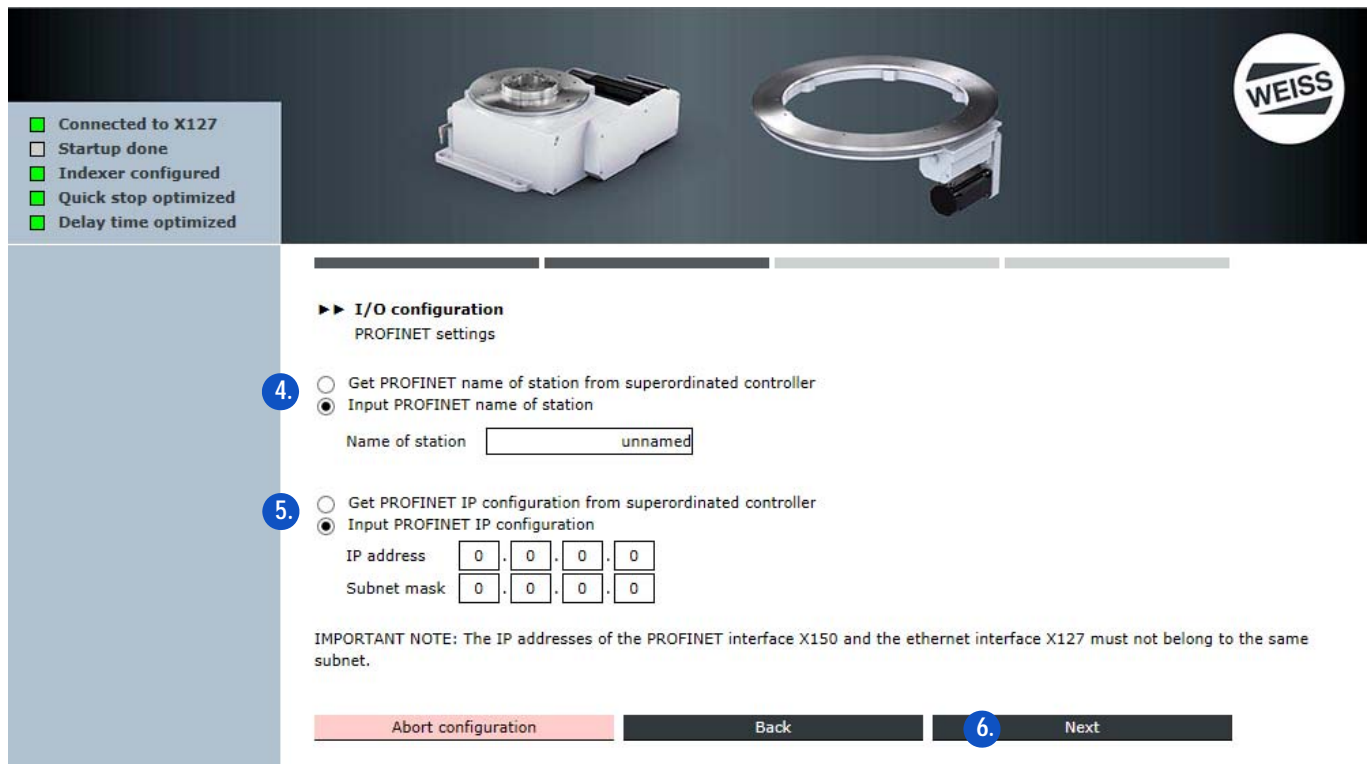 WEISS
Connected to X127
Startup done
Indexer configured
Quick stop optimized
Delay time optimized
►► I/O configuration
PROFINET settings
4.
Get PROFINET name of station from superordinated controller
Input PROFINET name of station
Name of station unnamed
5.
Get PROFINET IP configuration from superordinated controller
Input PROFINET IP configuration
IP address 0 . 0 . 0 . 0
Subnet mask 0 . 0 . 0 . 0
IMPORTANT NOTE: The IP addresses of the PROFINET interface X150 and the ethernet interface X127 must not belong to the same
subnet.
Abort configuration Back 6. Next